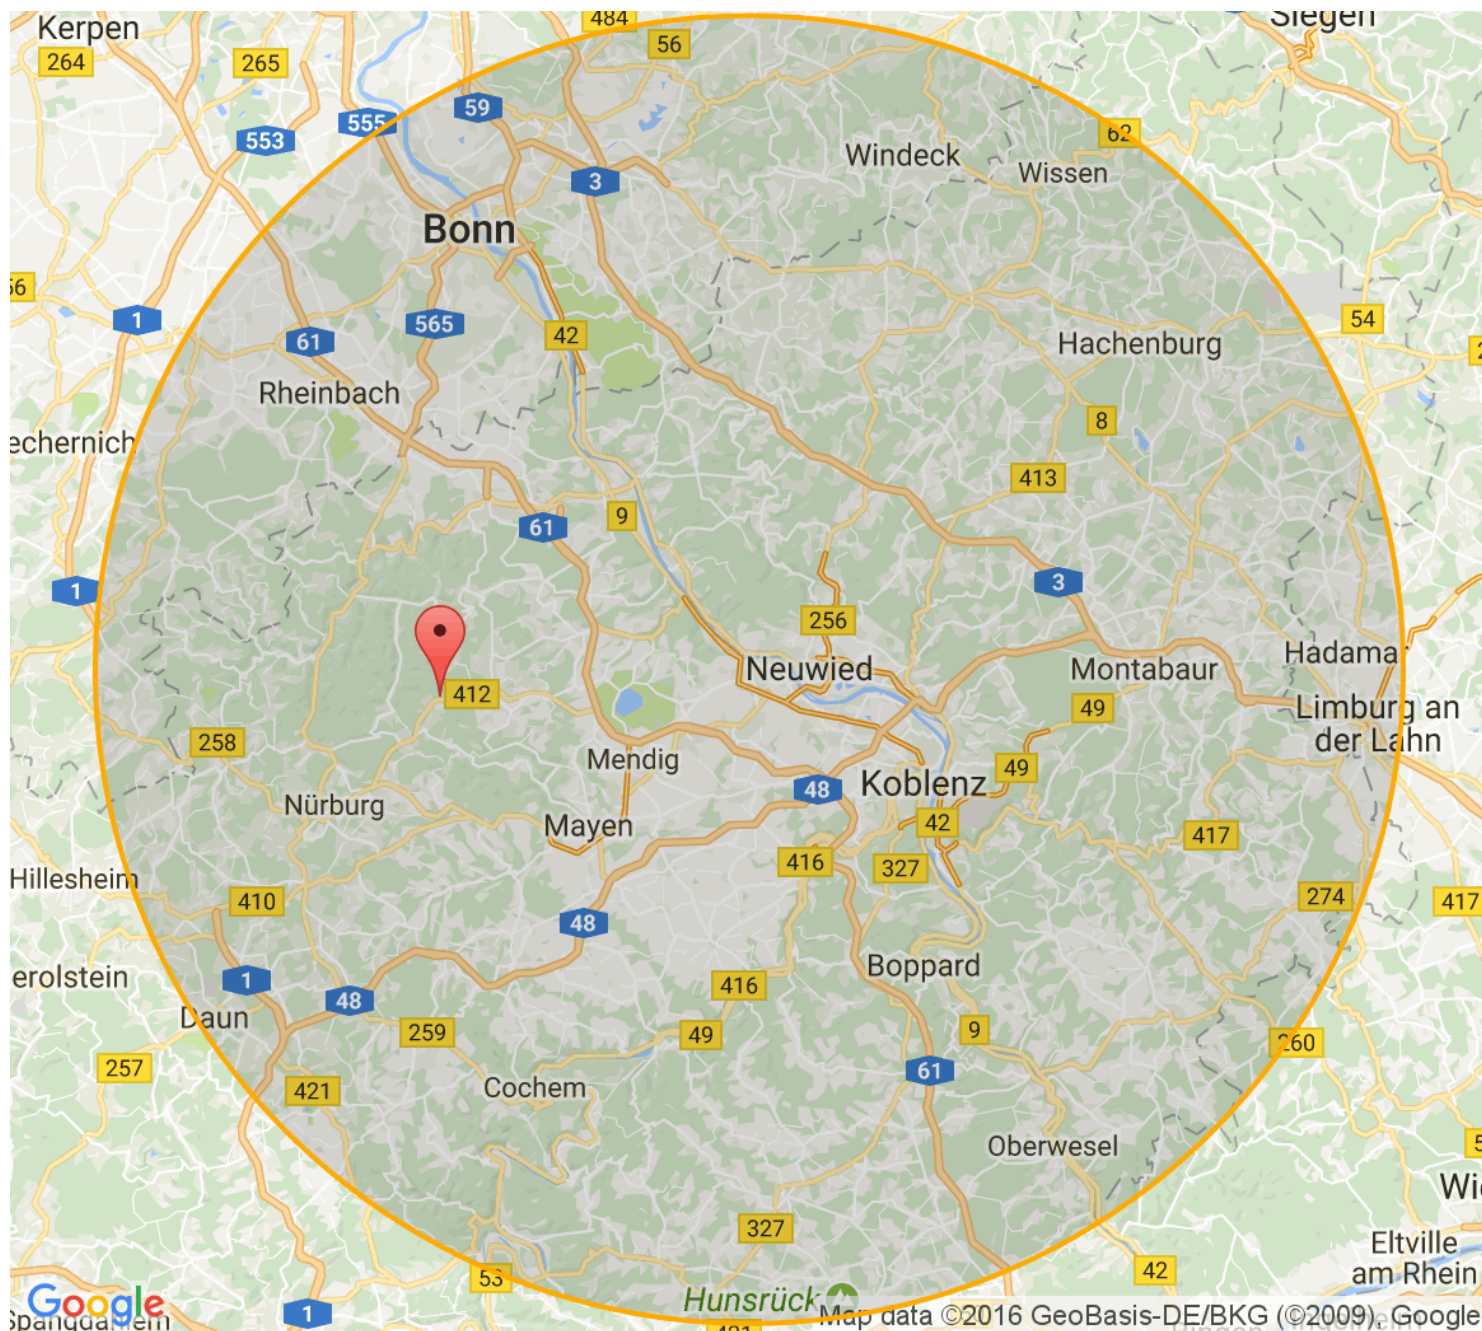 Siegen
484
Kerpen
56
264
265
59
555
62
553
Windeck
Wissen
3
Bonn
56
1
54
565
42
61
Hachenburg
Rheinbach
8
echernich
413
9
61
3
1
256
Hadamar
Neuwied
Montabaur
412
49
Limburg an
der Lahn
258
Mendig
49
Koblenz
48
Nürburg
42
Mayen
417
416
327
Hillesheim
274
410
417
48
Boppard
erolstein
1
416
48
Daun
9
259
49
260
257
61
421
Cochem
Oberwesel
327
Eltville
am Rhein
42
53
Hunsrück
Google
1
Map data ©2016 GeoBasis-DE/BKG (©2009), Google